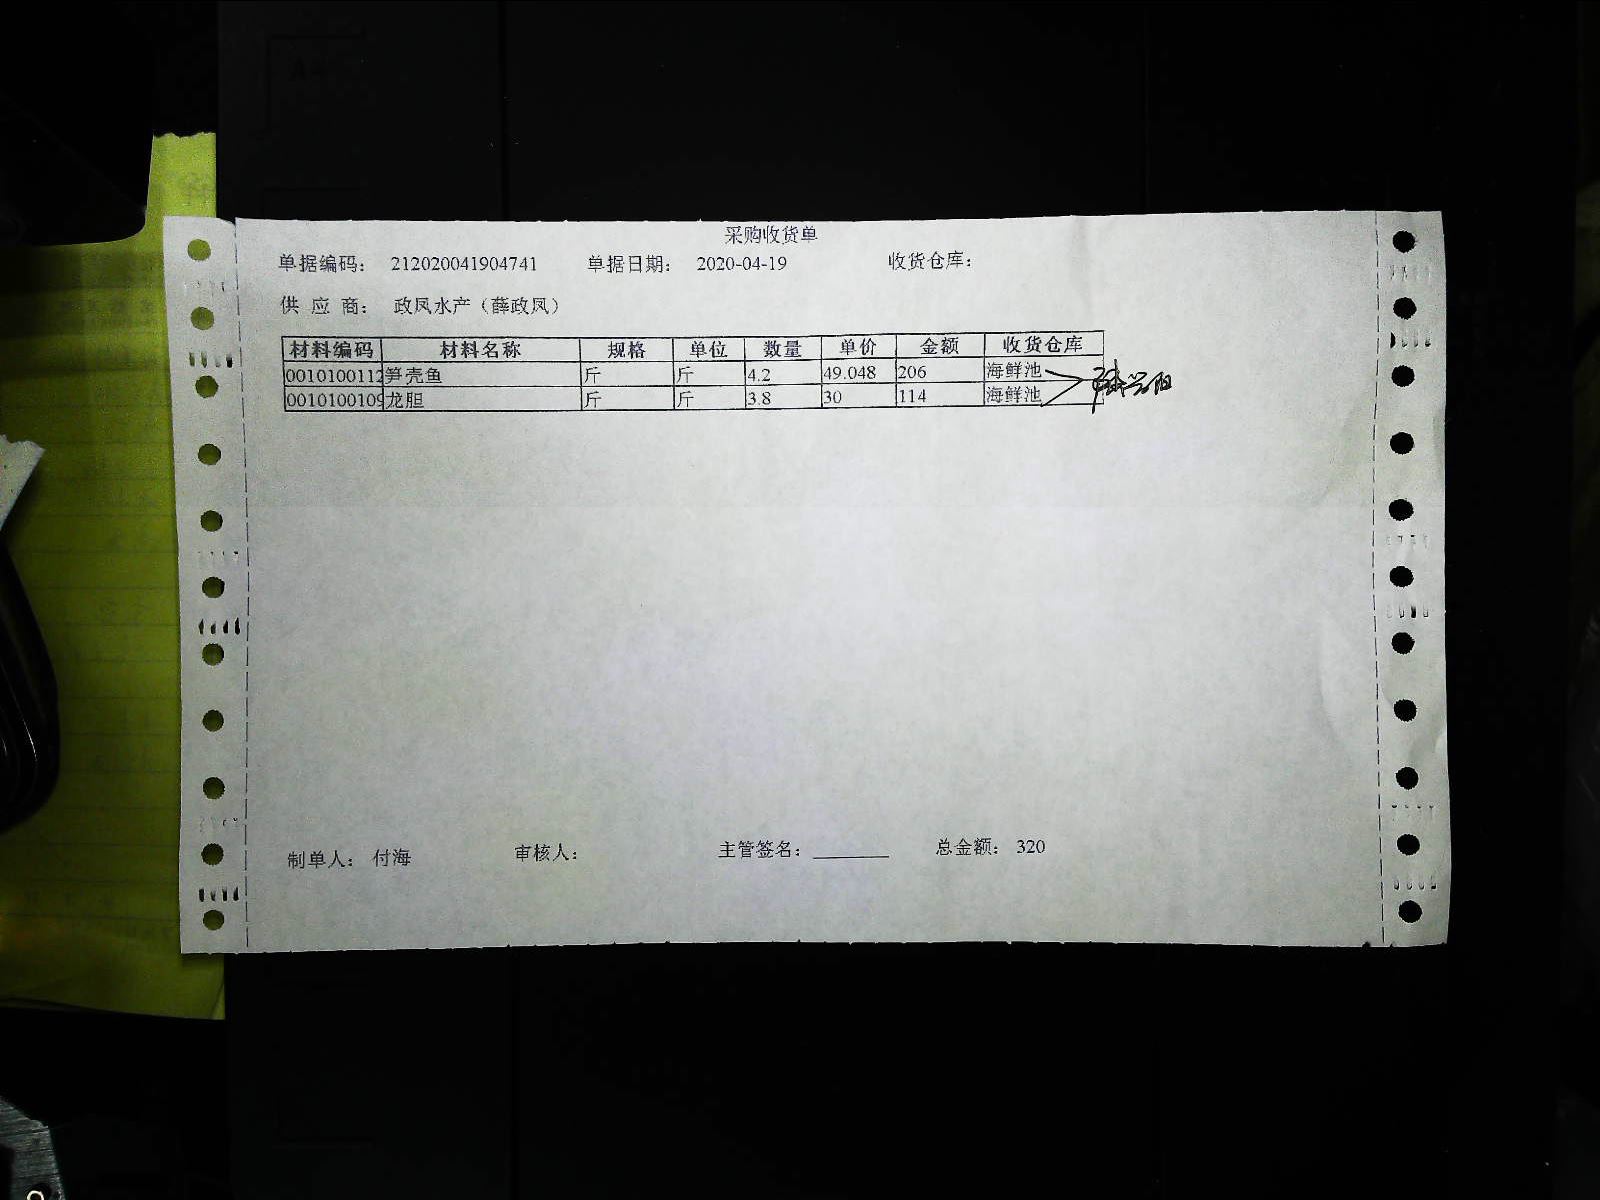 采购收货单
单据编码： 212020041904741 单据日期： 2020-04-19 收货仓库：
供 应 商： 政凤水产（薛政凤）
材料编码 材料名称 规格 单位 数量 单价 金额 收货仓库
0010100112 笋壳鱼 斤 斤 4.2 49.048 206 海鲜池
0010100109 龙胆 斤 斤 3.8 30 114 海鲜池
制单人： 付海 审核人： 主管签名： 总金额： 320